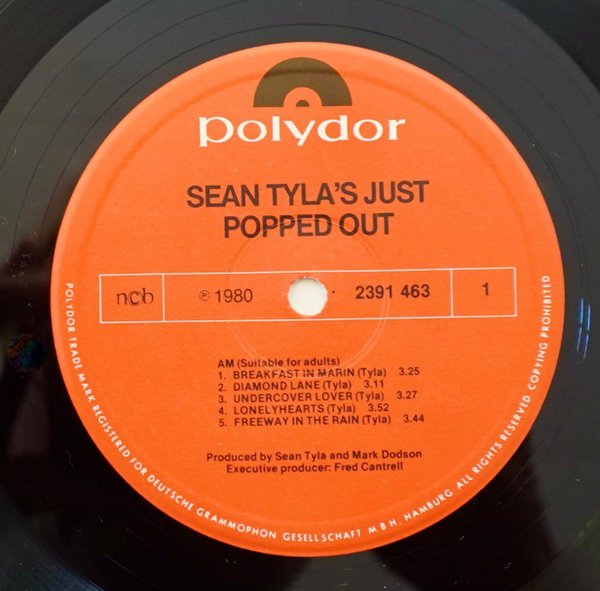 polydor
SEAN TYLA'S JUST
POPPED OUT
ncb ℗ 1980 2391 463 1
AM (Suitable for adults)
1. BREAKFAST IN MARIN (Tyla) 3.25
2. DIAMOND LANE (Tyla) 3.11
3. UNDERCOVER LOVER (Tyla) 3.27
4. LONELYHEARTS (Tyla) 3.52
5. FREEWAY IN THE RAIN (Tyla) 3.44
Produced by Sean Tyla and Mark Dodson
Executive producer: Fred Cantrell
POLYDOR TRADE MARK REGISTERED FOR DEUTSCHE GRAMMOPHON GESELLSCHAFT M B H. HAMBURG ALL RIGHTS RESERVED COPYING PROHIBITED